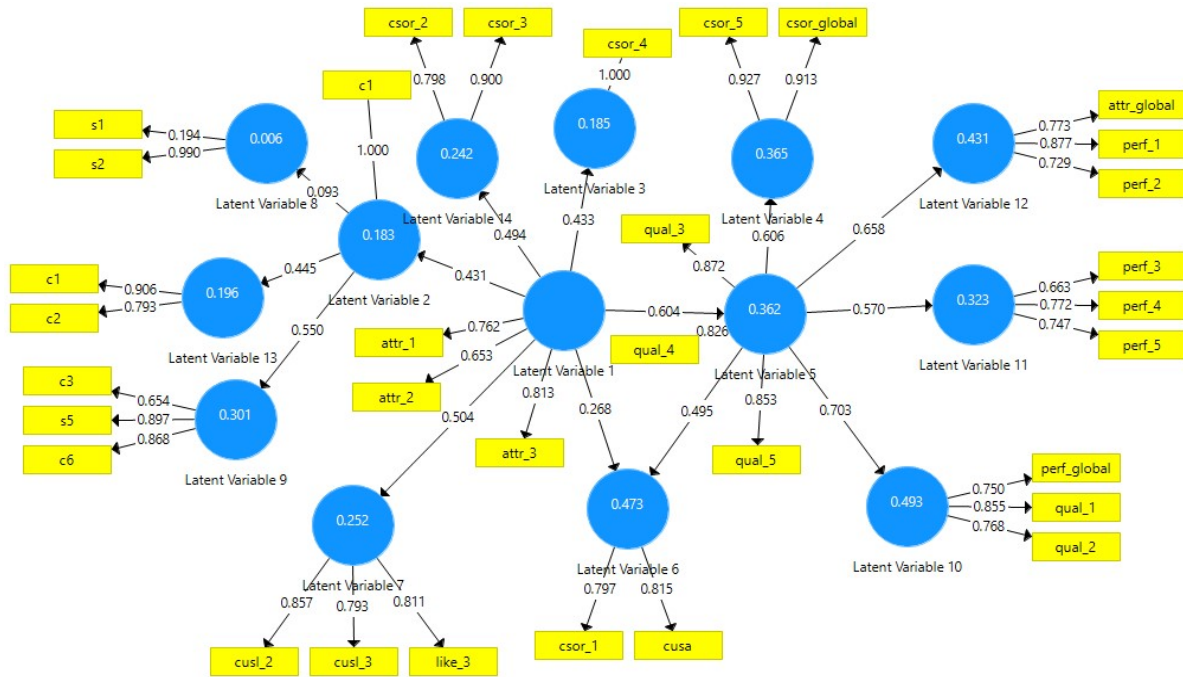 csor_2
csor_3
csor_4
csor_5
csor_global
c1
0.798
0.900
1.000
0.927
0.913
attr_global
s1
s2
0.194
0.990
0.006
Latent Variable 8
1.000
0.242
Latent Variable 14
0.185
Latent Variable 3
0.365
Latent Variable 4
0.431
Latent Variable 12
0.773
0.877
0.729
perf_1
perf_2
0.093
0.183
Latent Variable 2
0.494
0.433
qual_3
0.872
0.606
0.658
c1
c2
0.906
0.793
0.196
Latent Variable 13
0.445
0.431
Latent Variable 1
0.604
0.362
Latent Variable 5
0.826
qual_4
0.570
0.323
Latent Variable 11
0.663
0.772
0.747
perf_3
perf_4
perf_5
0.550
attr_1
0.762
attr_2
0.653
0.813
attr_3
0.504
0.268
0.495
0.853
qual_5
0.703
c3
s5
c6
0.654
0.897
0.868
0.301
Latent Variable 9
0.252
Latent Variable 7
0.857
0.793
0.811
cusl_2
cusl_3
like_3
0.473
Latent Variable 6
0.797
0.815
csor_1
cusa
0.493
Latent Variable 10
0.750
0.855
0.768
perf_global
qual_1
qual_2